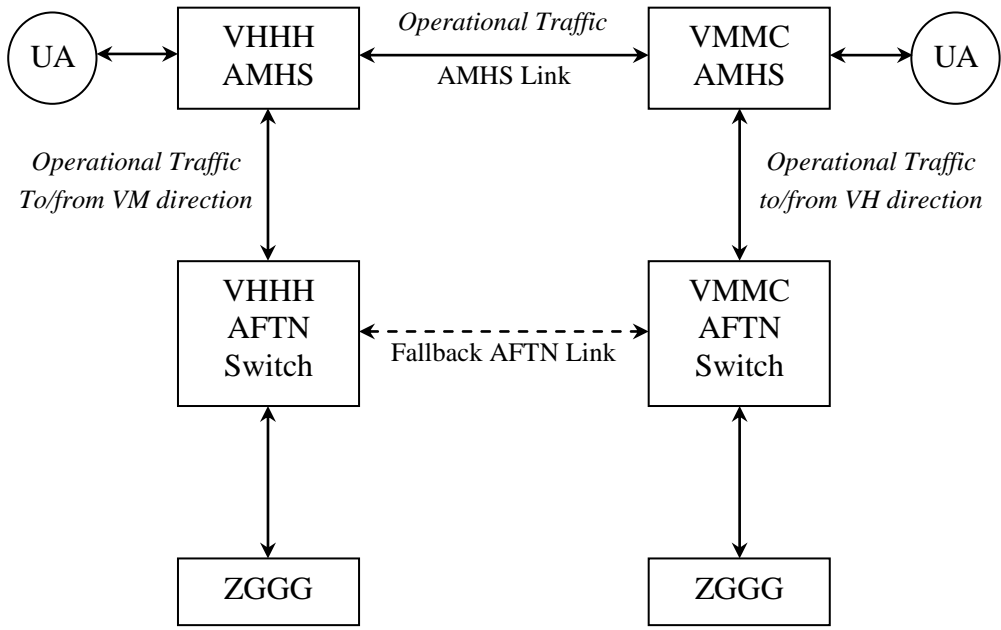 Operational Traffic
UA
VHHH
AMHS
AMHS Link
VMMC
AMHS
UA
Operational Traffic
To/from VM direction
Operational Traffic
to/from VH direction
VHHH
AFTN
Switch
Fallback AFTN Link
VMMC
AFTN
Switch
ZGGG
ZGGG